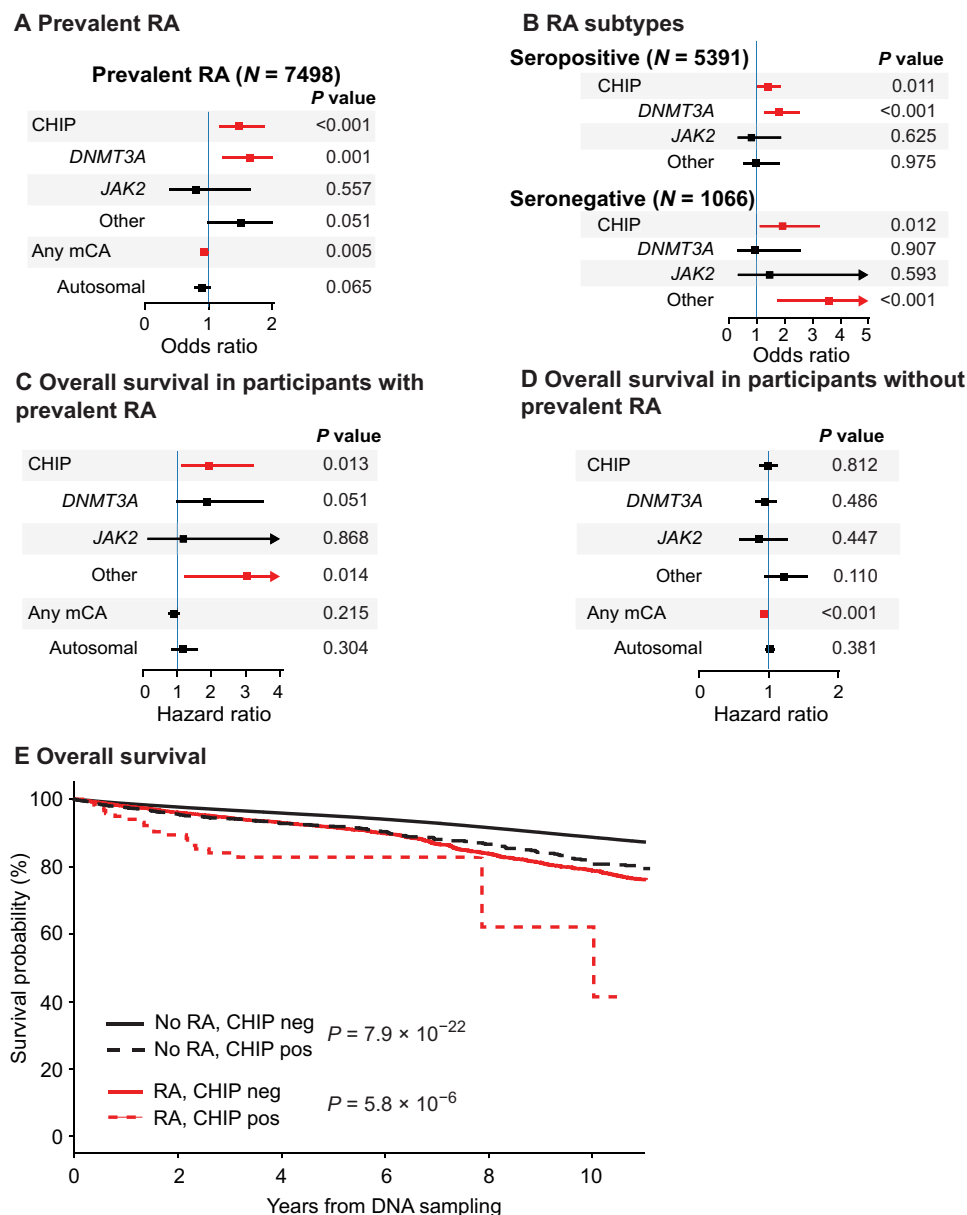 A Prevalent RA
Prevalent RA (N = 7498)
P value
CHIP <0.001
DNMT3A 0.001
JAK2 0.557
Other 0.051
Any mCA 0.005
Autosomal 0.065
0 1 2
Odds ratio
B RA subtypes
Seropositive (N = 5391) P value
CHIP 0.011
DNMT3A <0.001
JAK2 0.625
Other 0.975
Seronegative (N = 1066)
CHIP 0.012
DNMT3A 0.907
JAK2 0.593
Other <0.001
0 1 2 3 4 5
Odds ratio
C Overall survival in participants with
prevalent RA
P value
CHIP 0.013
DNMT3A 0.051
JAK2 0.868
Other 0.014
Any mCA 0.215
Autosomal 0.304
0 1 2 3 4
Hazard ratio
D Overall survival in participants without
prevalent RA
P value
CHIP 0.812
DNMT3A 0.486
JAK2 0.447
Other 0.110
Any mCA <0.001
Autosomal 0.381
0 1 2
Hazard ratio
E Overall survival
Survival probability (%)
100
80
60
40
20
0
No RA, CHIP neg
No RA, CHIP pos
P = 7.9 × 10⁻²²
RA, CHIP neg
RA, CHIP pos
P = 5.8 × 10⁻⁶
0 2 4 6 8 10
Years from DNA sampling